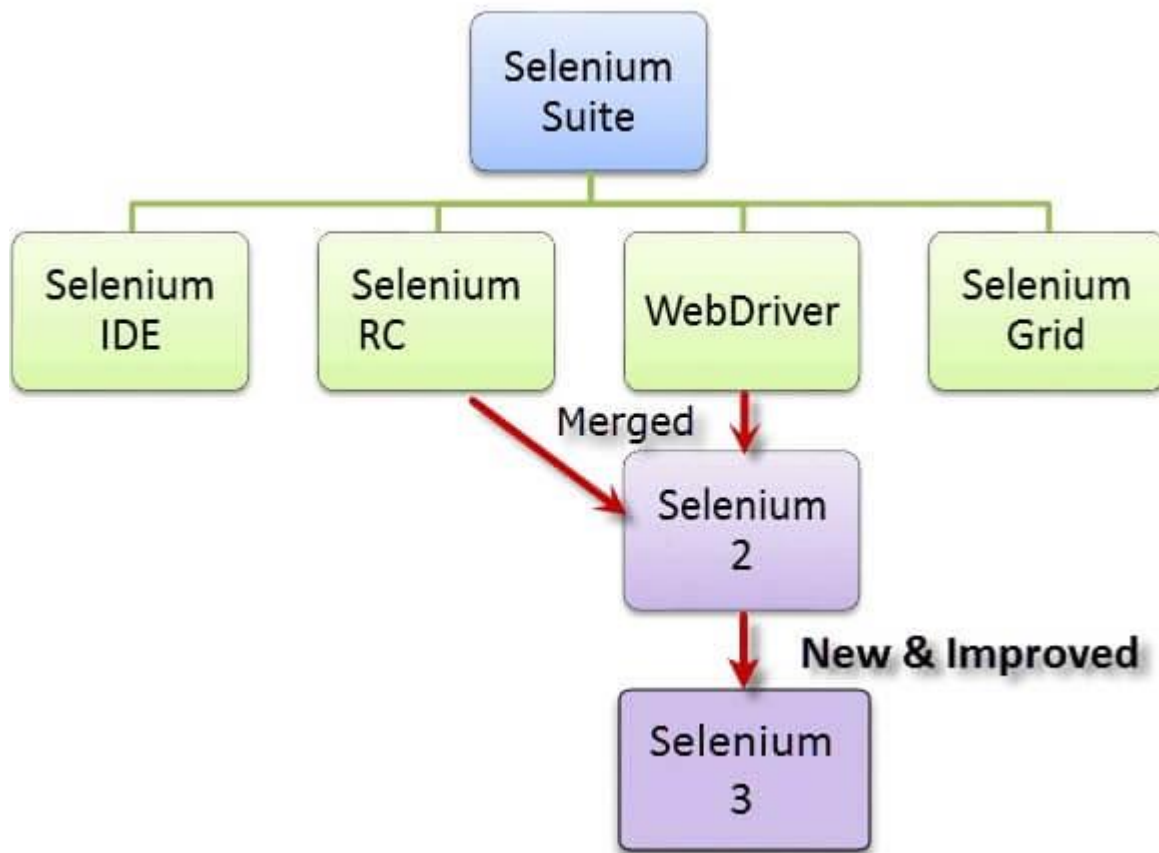 Selenium
Suite
Selenium
IDE
Selenium
RC
WebDriver
Selenium
Grid
Merged
Selenium
2
New & Improved
Selenium
3